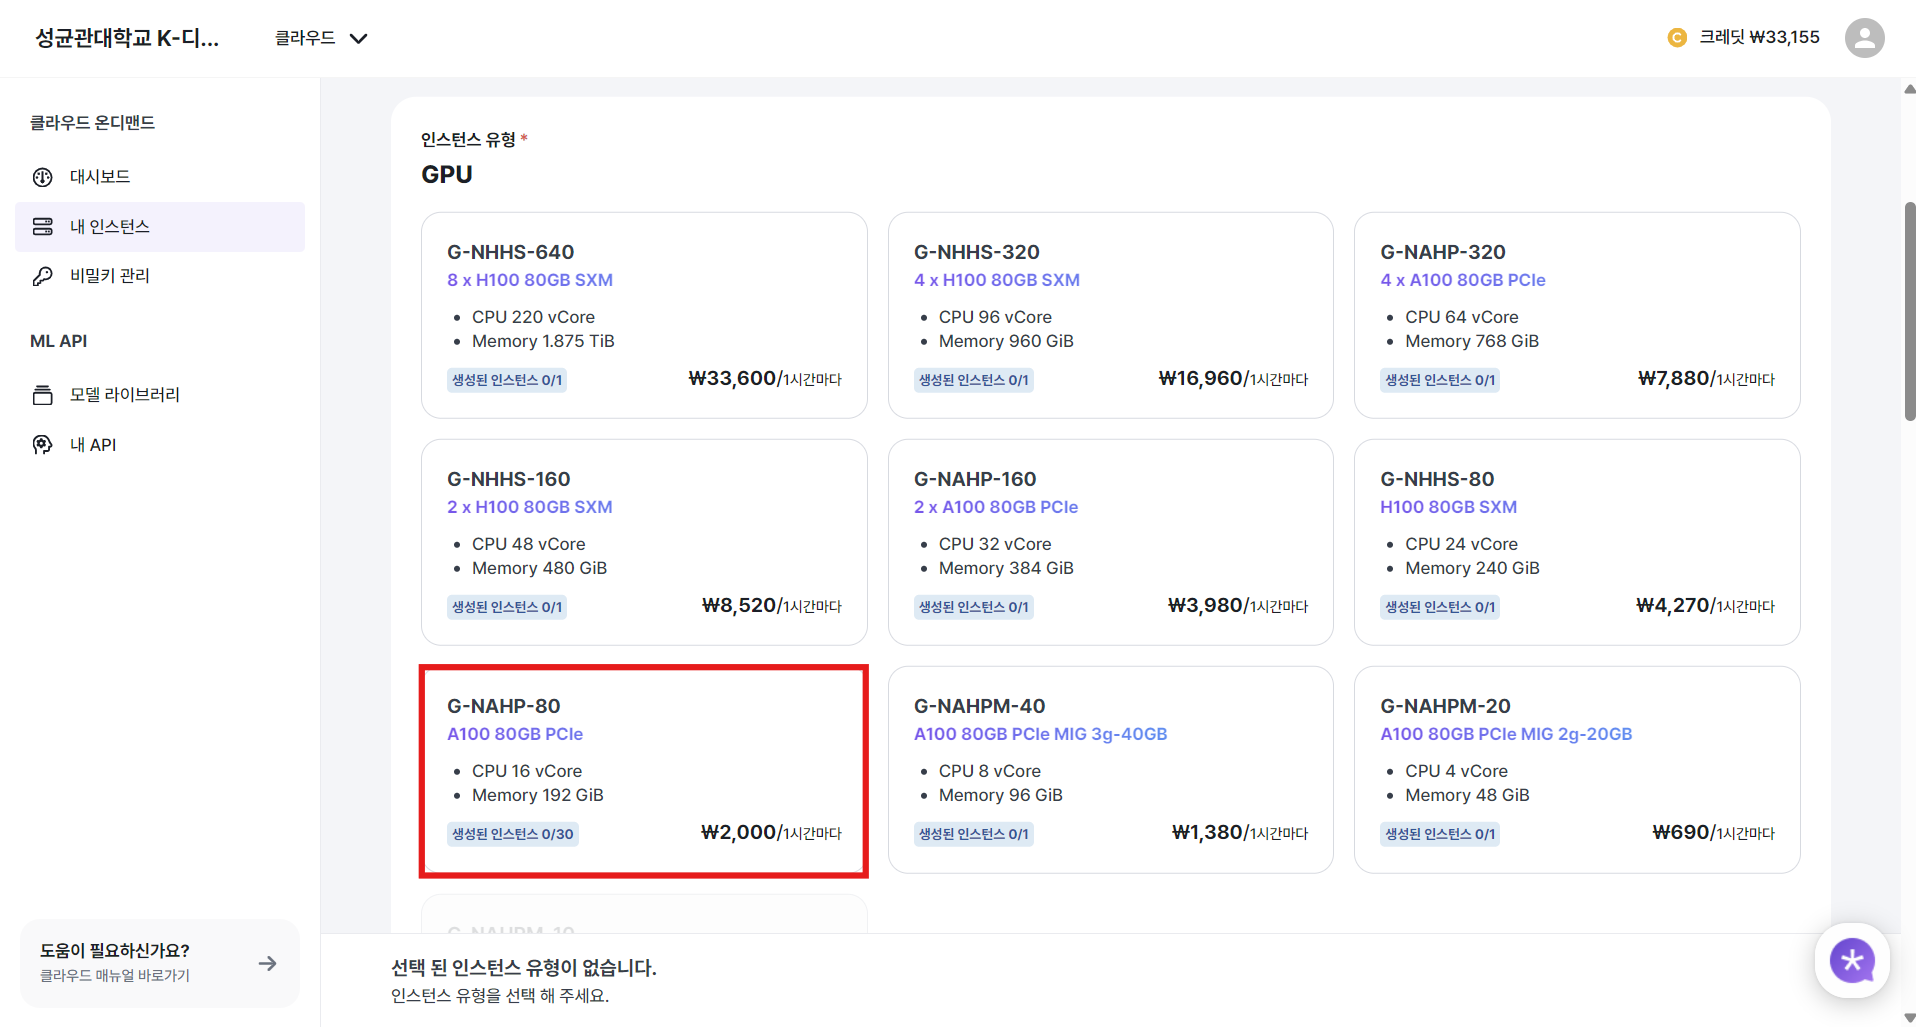 성균관대학교 K-디...
클라우드
크레딧 ₩33,155
클라우드 온디맨드
대시보드
내 인스턴스
비밀키 관리
ML API
모델 라이브러리
내 API
도움이 필요하신가요?
클라우드 매뉴얼 바로가기
인스턴스 유형 *
GPU
G-NHHS-640
8 x H100 80GB SXM
CPU 220 vCore
Memory 1.875 TiB
생성된 인스턴스 0/1
₩33,600/1시간마다
G-NHHS-320
4 x H100 80GB SXM
CPU 96 vCore
Memory 960 GiB
생성된 인스턴스 0/1
₩16,960/1시간마다
G-NAHP-320
4 x A100 80GB PCIe
CPU 64 vCore
Memory 768 GiB
생성된 인스턴스 0/1
₩7,880/1시간마다
G-NHHS-160
2 x H100 80GB SXM
CPU 48 vCore
Memory 480 GiB
생성된 인스턴스 0/1
₩8,520/1시간마다
G-NAHP-160
2 x A100 80GB PCIe
CPU 32 vCore
Memory 384 GiB
생성된 인스턴스 0/1
₩3,980/1시간마다
G-NHHS-80
H100 80GB SXM
CPU 24 vCore
Memory 240 GiB
생성된 인스턴스 0/1
₩4,270/1시간마다
G-NAHP-80
A100 80GB PCIe
CPU 16 vCore
Memory 192 GiB
생성된 인스턴스 0/30
₩2,000/1시간마다
G-NAHPM-40
A100 80GB PCIe MIG 3g-40GB
CPU 8 vCore
Memory 96 GiB
생성된 인스턴스 0/1
₩1,380/1시간마다
G-NAHPM-20
A100 80GB PCIe MIG 2g-20GB
CPU 4 vCore
Memory 48 GiB
생성된 인스턴스 0/1
₩690/1시간마다
G-NAHPM-10
선택 된 인스턴스 유형이 없습니다.
인스턴스 유형을 선택 해 주세요.